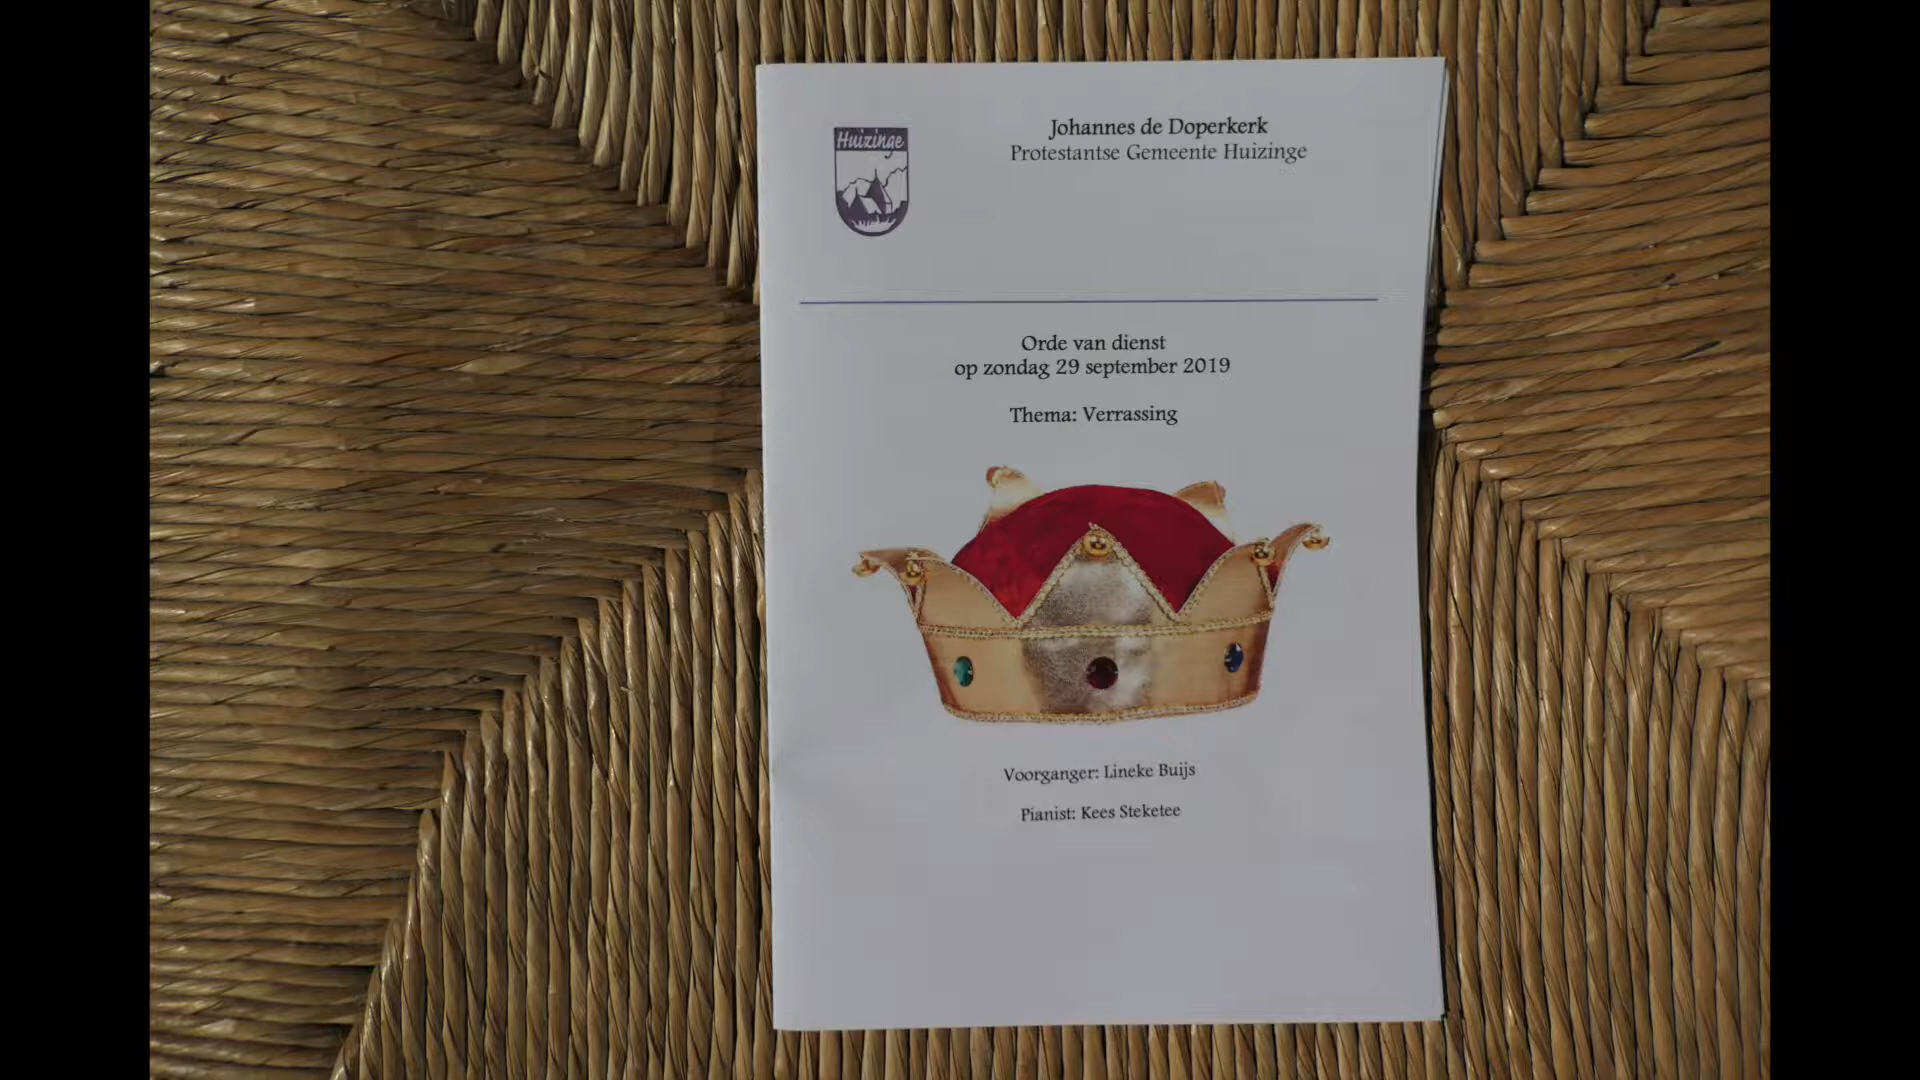 Huizinge
Johannes de Doperkerk
Protestantse Gemeente Huizinge
Orde van dienst
op zondag 29 september 2019
Thema: Verrassing
Voorganger: Lineke Buijs
Pianist: Kees Steketee